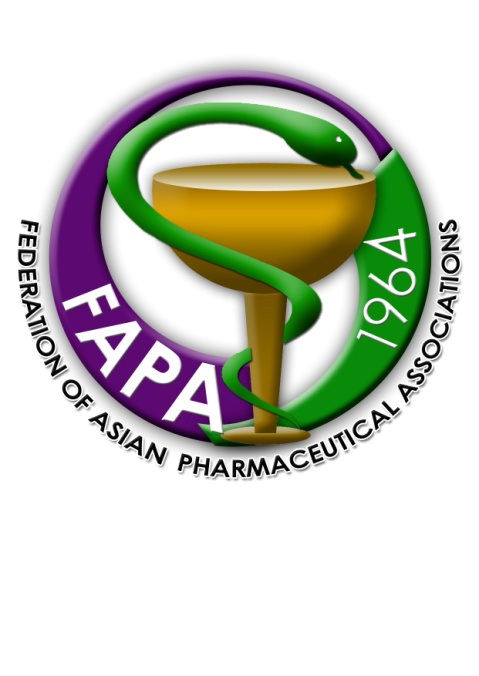 FAPA
1964
FEDERATION OF ASIAN PHARMACEUTICAL ASSOCIATIONS